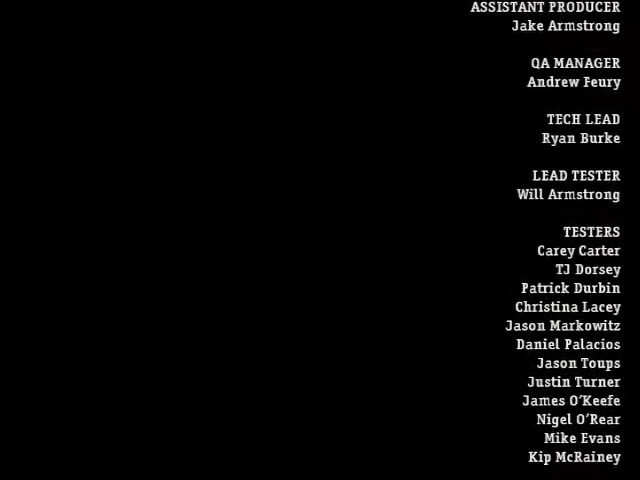 ASSISTANT PRODUCER
Jake Armstrong
QA MANAGER
Andrew Feury
TECH LEAD
Ryan Burke
LEAD TESTER
Will Armstrong
TESTERS
Carey Carter
TJ Dorsey
Patrick Durbin
Christina Lacey
Jason Markowitz
Daniel Palacios
Jason Toups
Justin Turner
James O’Keefe
Nigel O’Rear
Mike Evans
Kip McRainey